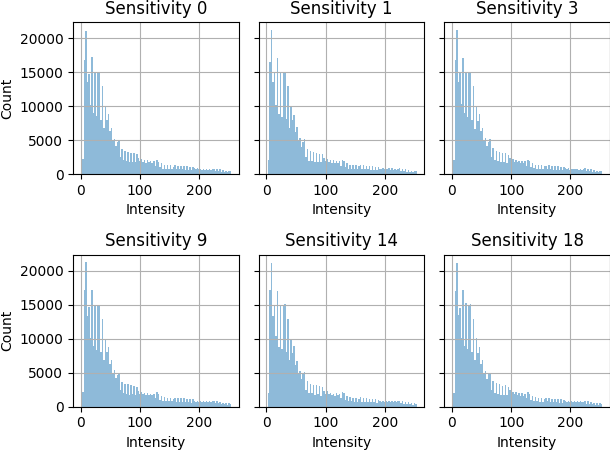 Sensitivity 0
Sensitivity 1
Sensitivity 3
Count
20000
15000
10000
5000
0
0 100 200
0 100 200
0 100 200
Intensity
Intensity
Intensity
Sensitivity 9
Sensitivity 14
Sensitivity 18
Count
20000
15000
10000
5000
0
0 100 200
0 100 200
0 100 200
Intensity
Intensity
Intensity